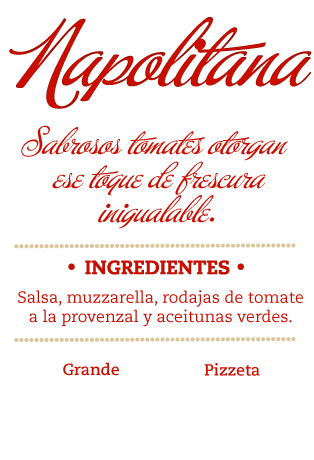 Napolitana
Sabrosos tomates otorgan
ese toque de frescura
inigualable.
• INGREDIENTES •
Salsa, muzzarella, rodajas de tomate
a la provenzal y aceitunas verdes.
Grande Pizzeta